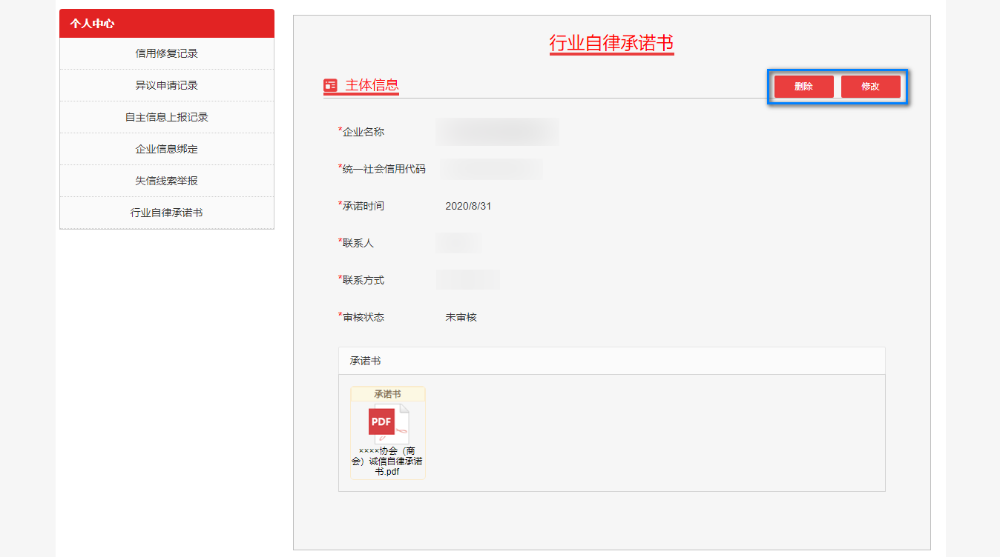 个人中心
信用修复记录
异议申请记录
自主信息上报记录
企业信息绑定
失信线索举报
行业自律承诺书
行业自律承诺书
主体信息
删除 修改
*企业名称
*统一社会信用代码
*承诺时间 2020/8/31
*联系人
*联系方式
*审核状态 未审核
承诺书
承诺书
PDF
××××协会（商
会）诚信自律承诺
书.pdf